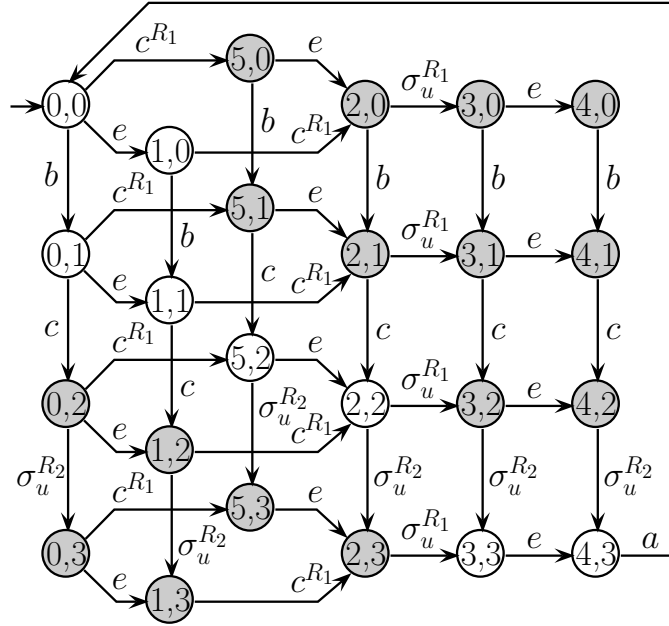 c^{R_1} 5,0 e
0,0 e b 2,0 σ_u^{R_1} 3,0 e 4,0
1,0 c^{R_1}
b c^{R_1} b b b
5,1 e
0,1 b 2,1 σ_u^{R_1} 3,1 e 4,1
e 1,1 c c^{R_1}
c c^{R_1} 5,2 e c c c
0,2 c σ_u^{R_2} 2,2 σ_u^{R_1} 3,2 e 4,2
e 1,2 c^{R_1}
σ_u^{R_2} c^{R_1} 5,3 e σ_u^{R_2} σ_u^{R_2} σ_u^{R_2}
0,3 σ_u^{R_2} 2,3 σ_u^{R_1} 3,3 e 4,3 a
e 1,3 c^{R_1}